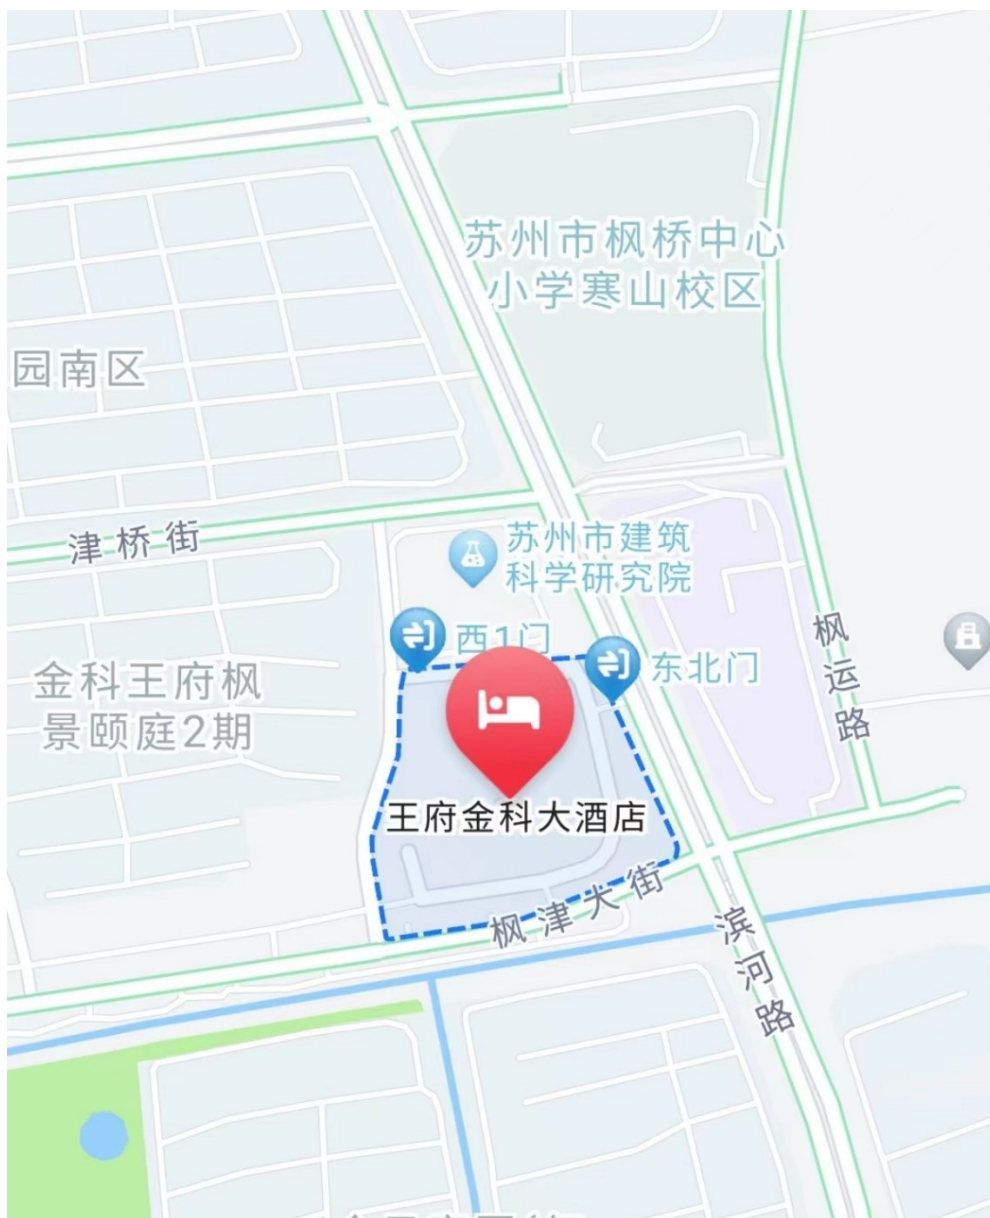 苏州市枫桥中心
小学寒山校区
园南区
津桥街
苏州市建筑
科学研究院
西1门
东北门
枫运路
金科王府枫
景颐庭2期
王府金科大酒店
枫津大街
滨河路